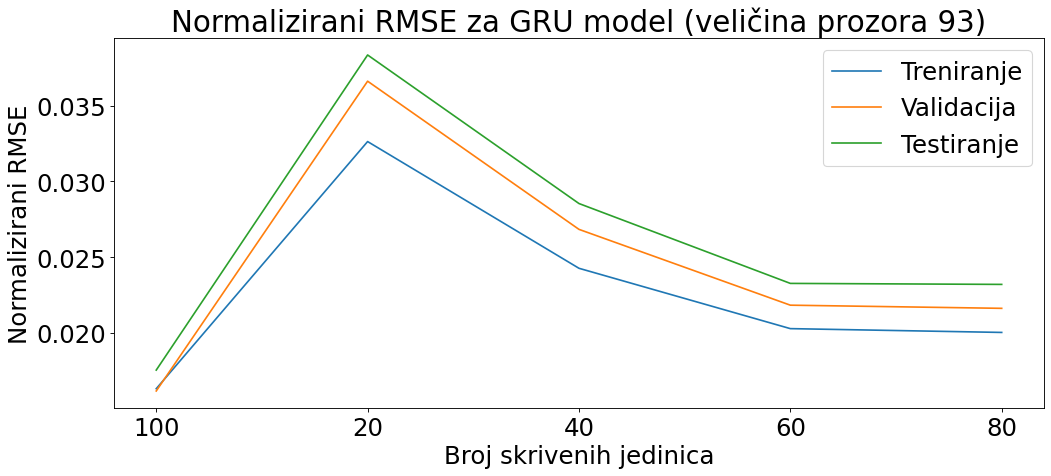 Normalizirani RMSE za GRU model (veličina prozora 93)
Treniranje
Validacija
Testiranje
Normalizirani RMSE
0.035
0.030
0.025
0.020
100 20 40 60 80
Broj skrivenih jedinica